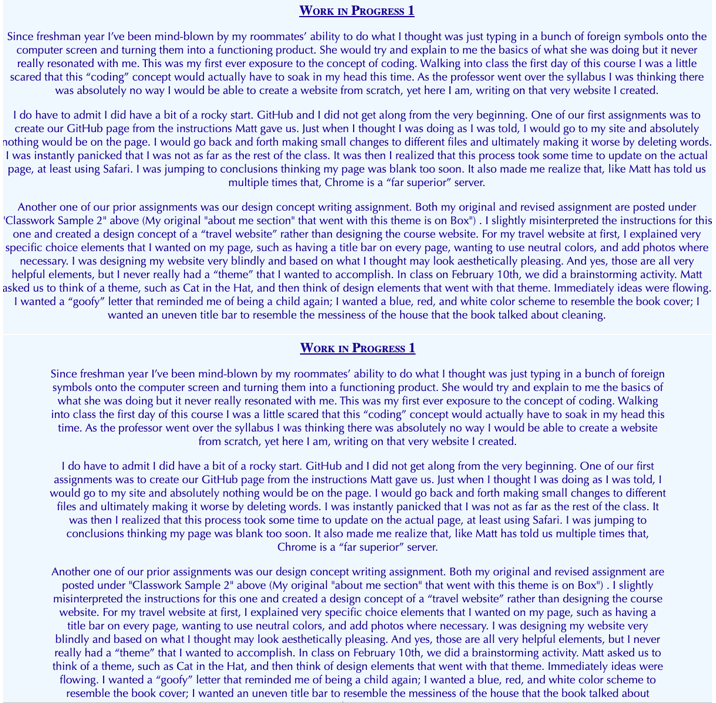 Work in Progress 1
Since freshman year I've been mind-blown by my roommates' ability to do what I thought was just typing in a bunch of foreign symbols onto the
computer screen and turning them into a functioning product. She would try and explain to me the basics of what she was doing but it never
really resonated with me. This was my first ever exposure to the concept of coding. Walking into class the first day of this course I was a little
scared that this “coding” concept would actually have to soak in my head this time. As the professor went over the syllabus I was thinking there
was absolutely no way I would be able to create a website from scratch, yet here I am, writing on that very website I created.
I do have to admit I did have a bit of a rocky start. GitHub and I did not get along from the very beginning. One of our first assignments was to
create our GitHub page from the instructions Matt gave us. Just when I thought I was doing as I was told, I would go to my site and absolutely
nothing would be on the page. I would go back and forth making small changes to different files and ultimately making it worse by deleting words.
I was instantly panicked that I was not as far as the rest of the class. It was then I realized that this process took some time to update on the actual
page, at least using Safari. I was jumping to conclusions thinking my page was blank too soon. It also made me realize that, like Matt has told us
multiple times that, Chrome is a “far superior” server.
Another one of our prior assignments was our design concept writing assignment. Both my original and revised assignment are posted under
"Classwork Sample 2" above (My original "about me section" that went with this theme is on Box") . I slightly misinterpreted the instructions for this
one and created a design concept of a “travel website” rather than designing the course website. For my travel website at first, I explained very
specific choice elements that I wanted on my page, such as having a title bar on every page, wanting to use neutral colors, and add photos where
necessary. I was designing my website very blindly and based on what I thought may look aesthetically pleasing. And yes, those are all very
helpful elements, but I never really had a “theme” that I wanted to accomplish. In class on February 10th, we did a brainstorming activity. Matt
asked us to think of a theme, such as Cat in the Hat, and then think of design elements that went with that theme. Immediately ideas were flowing.
I wanted a “goofy” letter that reminded me of being a child again; I wanted a blue, red, and white color scheme to resemble the book cover; I
wanted an uneven title bar to resemble the messiness of the house that the book talked about cleaning.
Work in Progress 1
Since freshman year I've been mind-blown by my roommates' ability to do what I thought was just typing in a bunch of foreign
symbols onto the computer screen and turning them into a functioning product. She would try and explain to me the basics of
what she was doing but it never really resonated with me. This was my first ever exposure to the concept of coding. Walking
into class the first day of this course I was a little scared that this “coding” concept would actually have to soak in my head this
time. As the professor went over the syllabus I was thinking there was absolutely no way I would be able to create a website
from scratch, yet here I am, writing on that very website I created.
I do have to admit I did have a bit of a rocky start. GitHub and I did not get along from the very beginning. One of our first
assignments was to create our GitHub page from the instructions Matt gave us. Just when I thought I was doing as I was told, I
would go to my site and absolutely nothing would be on the page. I would go back and forth making small changes to different
files and ultimately making it worse by deleting words. I was instantly panicked that I was not as far as the rest of the class. It
was then I realized that this process took some time to update on the actual page, at least using Safari. I was jumping to
conclusions thinking my page was blank too soon. It also made me realize that, like Matt has told us multiple times that,
Chrome is a “far superior” server.
Another one of our prior assignments was our design concept writing assignment. Both my original and revised assignment are
posted under "Classwork Sample 2" above (My original "about me section" that went with this theme is on Box") . I slightly
misinterpreted the instructions for this one and created a design concept of a “travel website” rather than designing the course
website. For my travel website at first, I explained very specific choice elements that I wanted on my page, such as having a
title bar on every page, wanting to use neutral colors, and add photos where necessary. I was designing my website very
blindly and based on what I thought may look aesthetically pleasing. And yes, those are all very helpful elements, but I never
really had a “theme” that I wanted to accomplish. In class on February 10th, we did a brainstorming activity. Matt asked us to
think of a theme, such as Cat in the Hat, and then think of design elements that went with that theme. Immediately ideas were
flowing. I wanted a “goofy” letter that reminded me of being a child again; I wanted a blue, red, and white color scheme to
resemble the book cover; I wanted an uneven title bar to resemble the messiness of the house that the book talked about